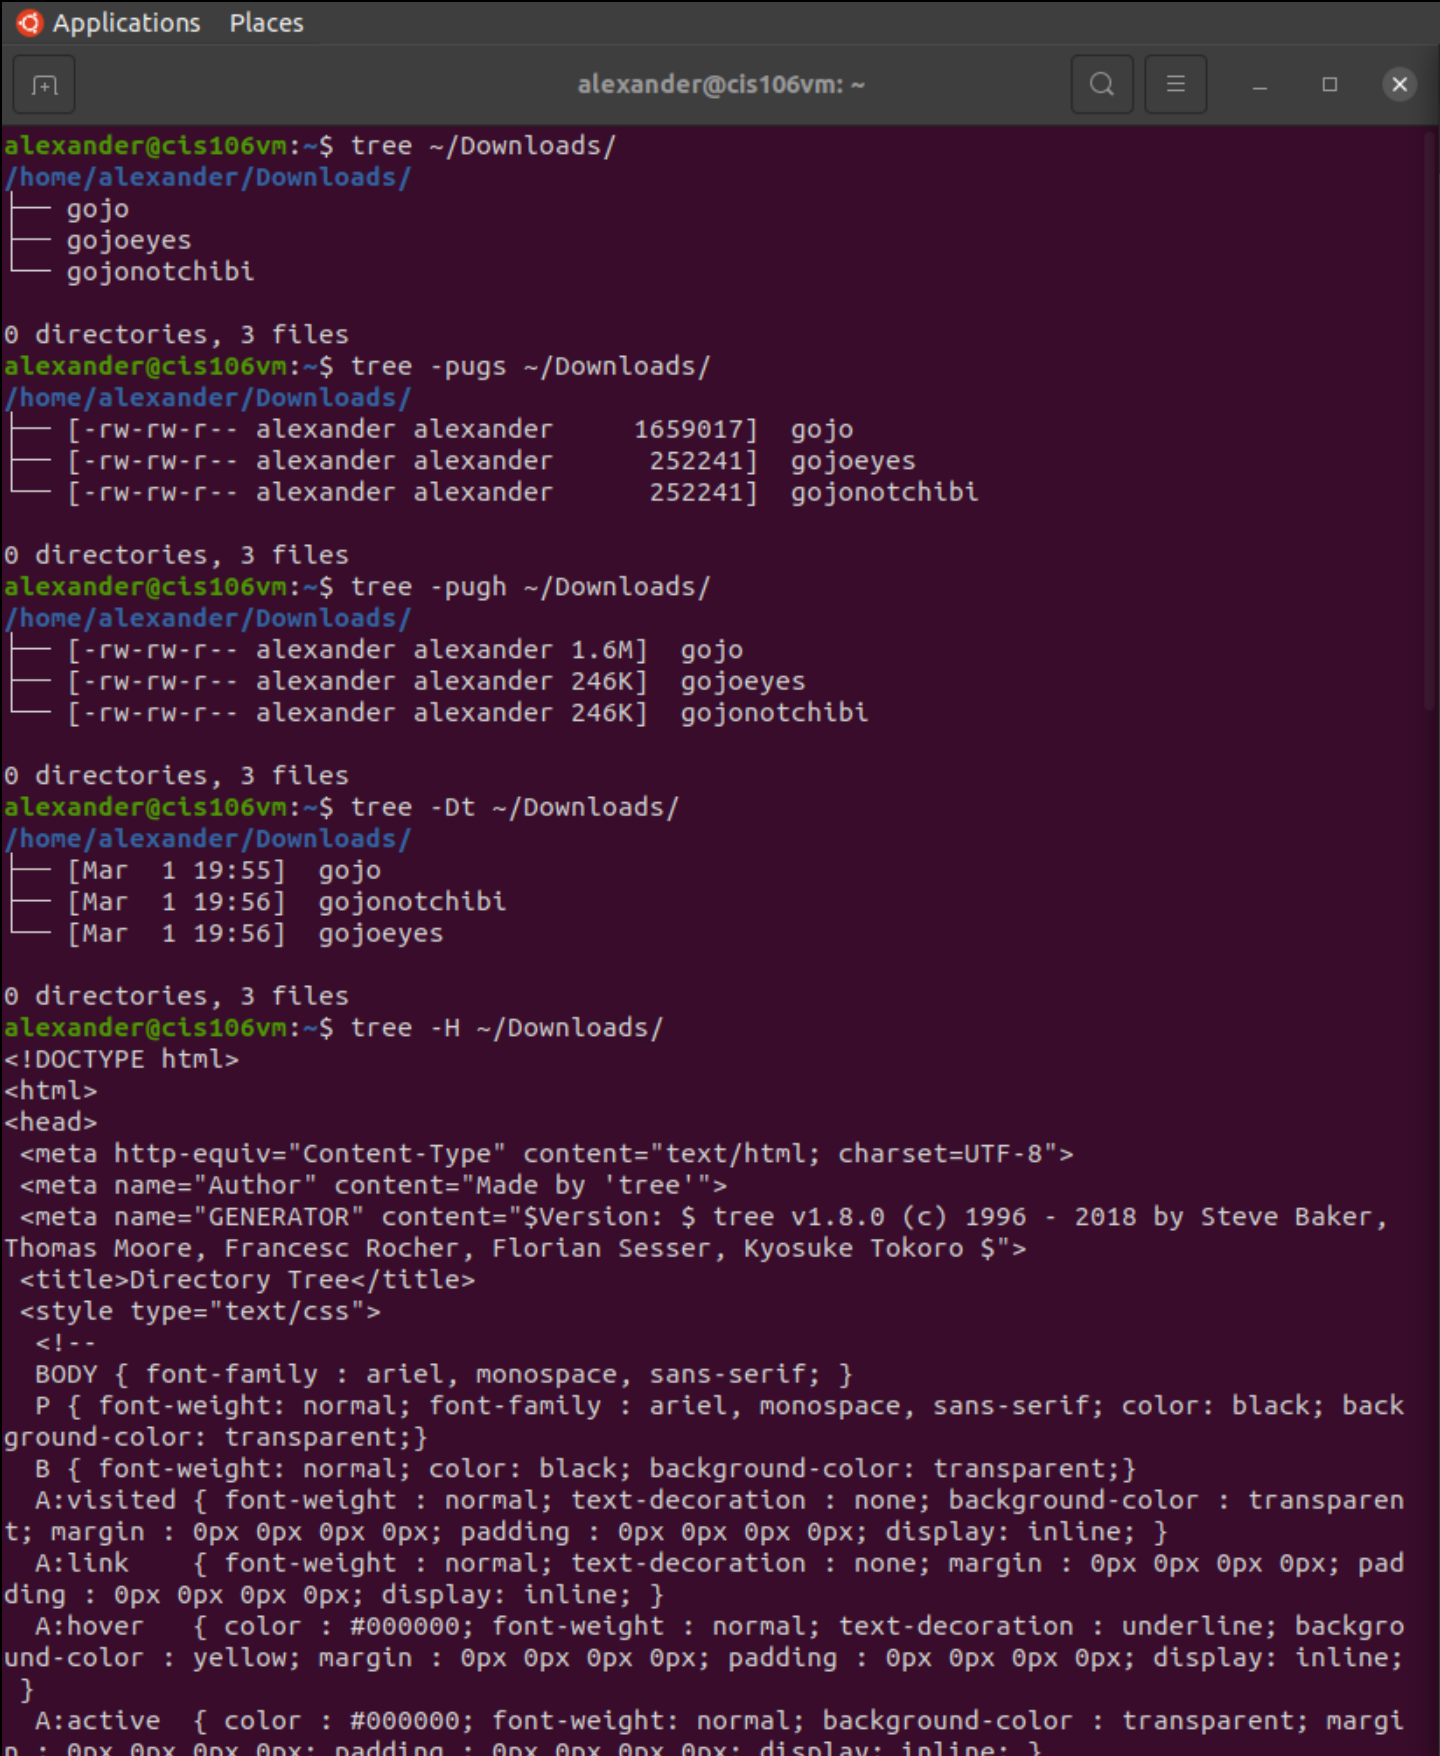 Applications Places
alexander@cis106vm: ~
alexander@cis106vm:~$ tree ~/Downloads/
/home/alexander/Downloads/
├── gojo
├── gojoeyes
└── gojonotchibi

0 directories, 3 files
alexander@cis106vm:~$ tree -pugs ~/Downloads/
/home/alexander/Downloads/
├── [-rw-rw-r-- alexander alexander     1659017]  gojo
├── [-rw-rw-r-- alexander alexander      252241]  gojoeyes
└── [-rw-rw-r-- alexander alexander      252241]  gojonotchibi

0 directories, 3 files
alexander@cis106vm:~$ tree -pugh ~/Downloads/
/home/alexander/Downloads/
├── [-rw-rw-r-- alexander alexander 1.6M]  gojo
├── [-rw-rw-r-- alexander alexander 246K]  gojoeyes
└── [-rw-rw-r-- alexander alexander 246K]  gojonotchibi

0 directories, 3 files
alexander@cis106vm:~$ tree -Dt ~/Downloads/
/home/alexander/Downloads/
├── [Mar  1 19:55]  gojo
├── [Mar  1 19:56]  gojonotchibi
└── [Mar  1 19:56]  gojoeyes

0 directories, 3 files
alexander@cis106vm:~$ tree -H ~/Downloads/
<!DOCTYPE html>
<html>
<head>
 <meta http-equiv="Content-Type" content="text/html; charset=UTF-8">
 <meta name="Author" content="Made by 'tree'">
 <meta name="GENERATOR" content="$Version: $ tree v1.8.0 (c) 1996 - 2018 by Steve Baker,
Thomas Moore, Francesc Rocher, Florian Sesser, Kyosuke Tokoro $">
 <title>Directory Tree</title>
 <style type="text/css">
  <!--
  BODY { font-family : ariel, monospace, sans-serif; }
  P { font-weight: normal; font-family : ariel, monospace, sans-serif; color: black; back
ground-color: transparent;}
  B { font-weight: normal; color: black; background-color: transparent;}
  A:visited { font-weight : normal; text-decoration : none; background-color : transparen
t; margin : 0px 0px 0px 0px; padding : 0px 0px 0px 0px; display: inline; }
  A:link    { font-weight : normal; text-decoration : none; margin : 0px 0px 0px 0px; pad
ding : 0px 0px 0px 0px; display: inline; }
  A:hover   { color : #000000; font-weight : normal; text-decoration : underline; backgro
und-color : yellow; margin : 0px 0px 0px 0px; padding : 0px 0px 0px 0px; display: inline;
 }
  A:active  { color : #000000; font-weight: normal; background-color : transparent; margi
n : 0px 0px 0px 0px; padding : 0px 0px 0px 0px; display: inline; }